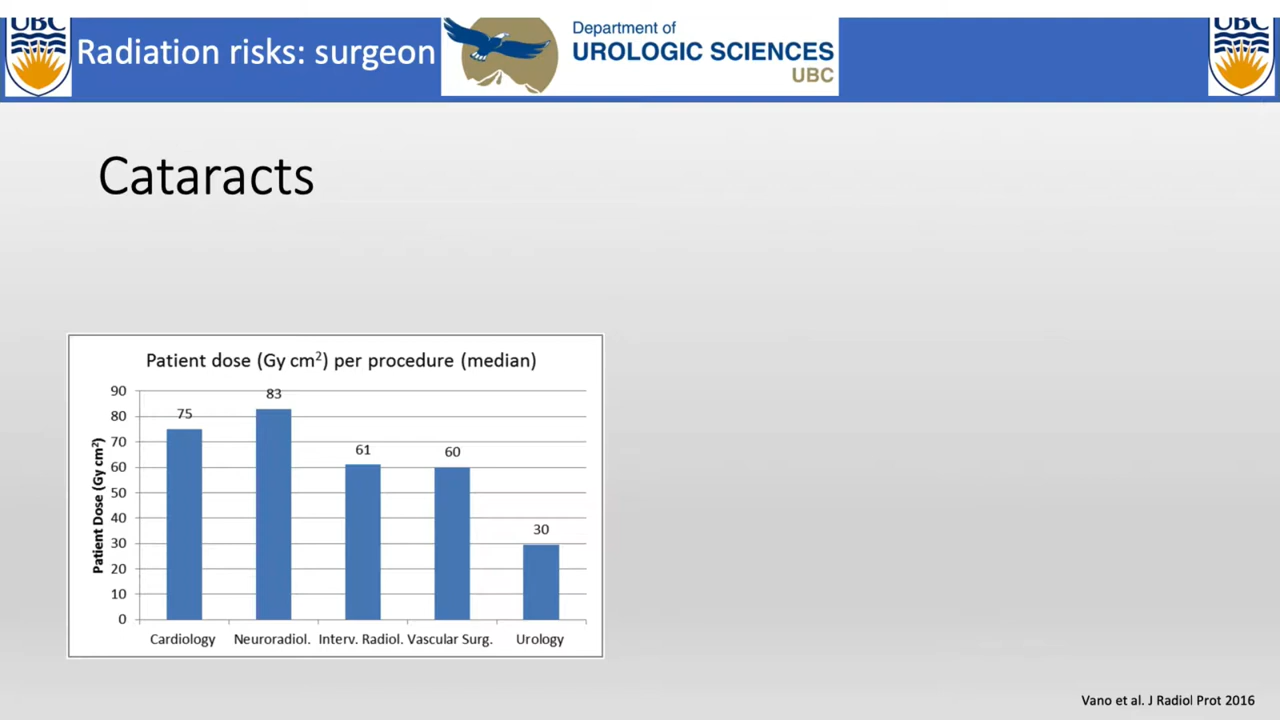 UBC
Radiation risks: surgeon
Department of
UROLOGIC SCIENCES
UBC
UBC
Cataracts
Patient dose (Gy cm²) per procedure (median)
Patient Dose (Gy cm²)
90
80
70
60
50
40
30
20
10
0
75
83
61
60
30
Cardiology
Neuroradiol.
Interv. Radiol.
Vascular Surg.
Urology
Vano et al. J Radiol Prot 2016